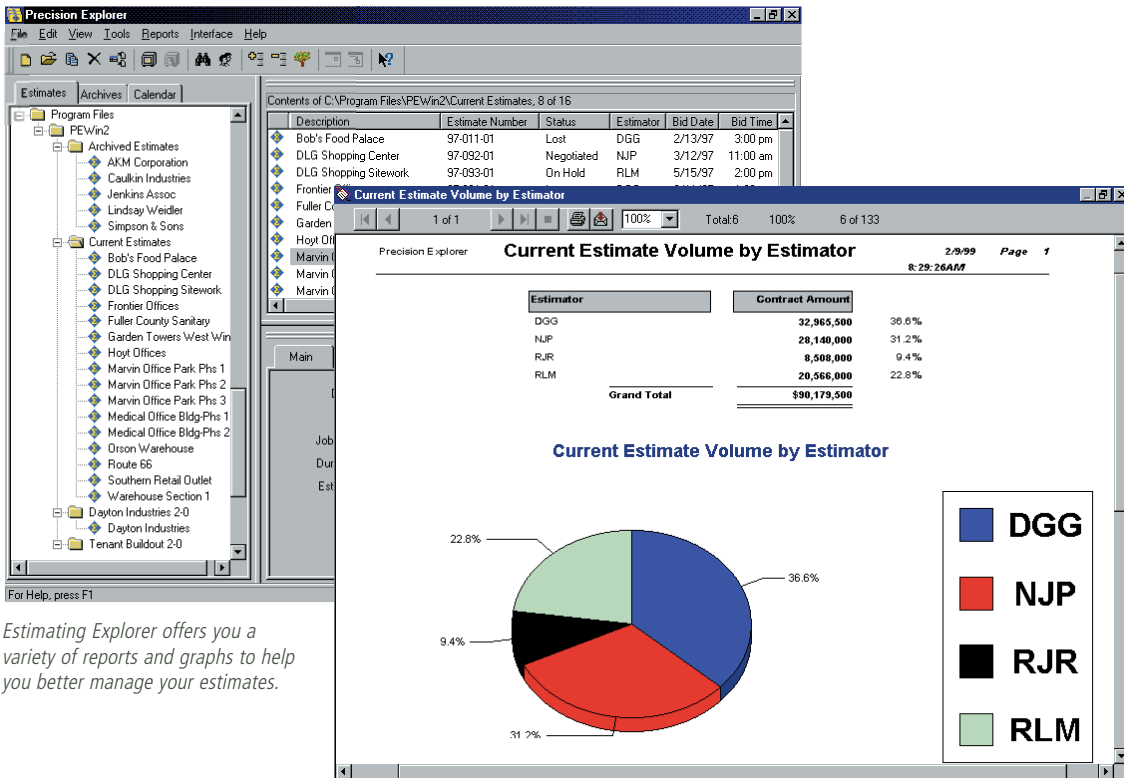 Precision Explorer
File Edit View Tools Reports Interface Help
Estimates Archives Calendar
Program Files
PEWin2
Archived Estimates
AKM Corporation
Caulkin Industries
Jenkins Assoc
Lindsay Weidler
Simpson & Sons
Current Estimates
Bob's Food Palace
DLG Shopping Center
DLG Shopping Sitework
Frontier Offices
Fuller County Sanitary
Garden Towers West Win
Hoyt Offices
Marvin Office Park Phs 1
Marvin Office Park Phs 2
Marvin Office Park Phs 3
Medical Office Bldg-Phs 1
Medical Office Bldg-Phs 2
Orson Warehouse
Route 66
Southern Retail Outlet
Warehouse Section 1
Dayton Industries 2-0
Dayton Industries
Tenant Buildout 2-0
For Help, press F1
Contents of C:\Program Files\PEWin2\Current Estimates, 8 of 16
Description Estimate Number Status Estimator Bid Date Bid Time
Bob's Food Palace 97-011-01 Lost DGG 2/13/97 3:00 pm
DLG Shopping Center 97-092-01 Negotiated NJP 3/12/97 11:00 am
DLG Shopping Sitework 97-093-01 On Hold RLM 5/15/97 2:00 pm
Frontier
Fuller
Garden
Hoyt
Marvin
Marvin
Marvin
Main
Job
Dur
Est
Current Estimate Volume by Estimator
1 of 1 100% Total:6 100% 6 of 133
Precision Explorer Current Estimate Volume by Estimator 2/9/99 Page 1
8:29:26AM
Estimator Contract Amount
DGG 32,965,500 36.6%
NJP 28,140,000 31.2%
RJR 8,508,000 9.4%
RLM 20,566,000 22.8%
Grand Total $90,179,500
Current Estimate Volume by Estimator
22.8%
36.6%
9.4%
31.2%
DGG
NJP
RJR
RLM
Estimating Explorer offers you a
variety of reports and graphs to help
you better manage your estimates.